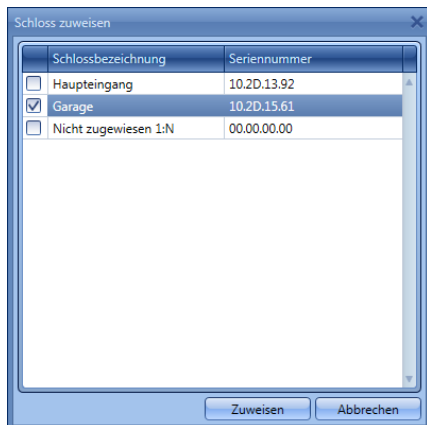 Schloss zuweisen
Schlossbezeichnung Seriennummer
Haupteingang 10.2D.13.92
Garage 10.2D.15.61
Nicht zugewiesen 1:N 00.00.00.00
Zuweisen Abbrechen